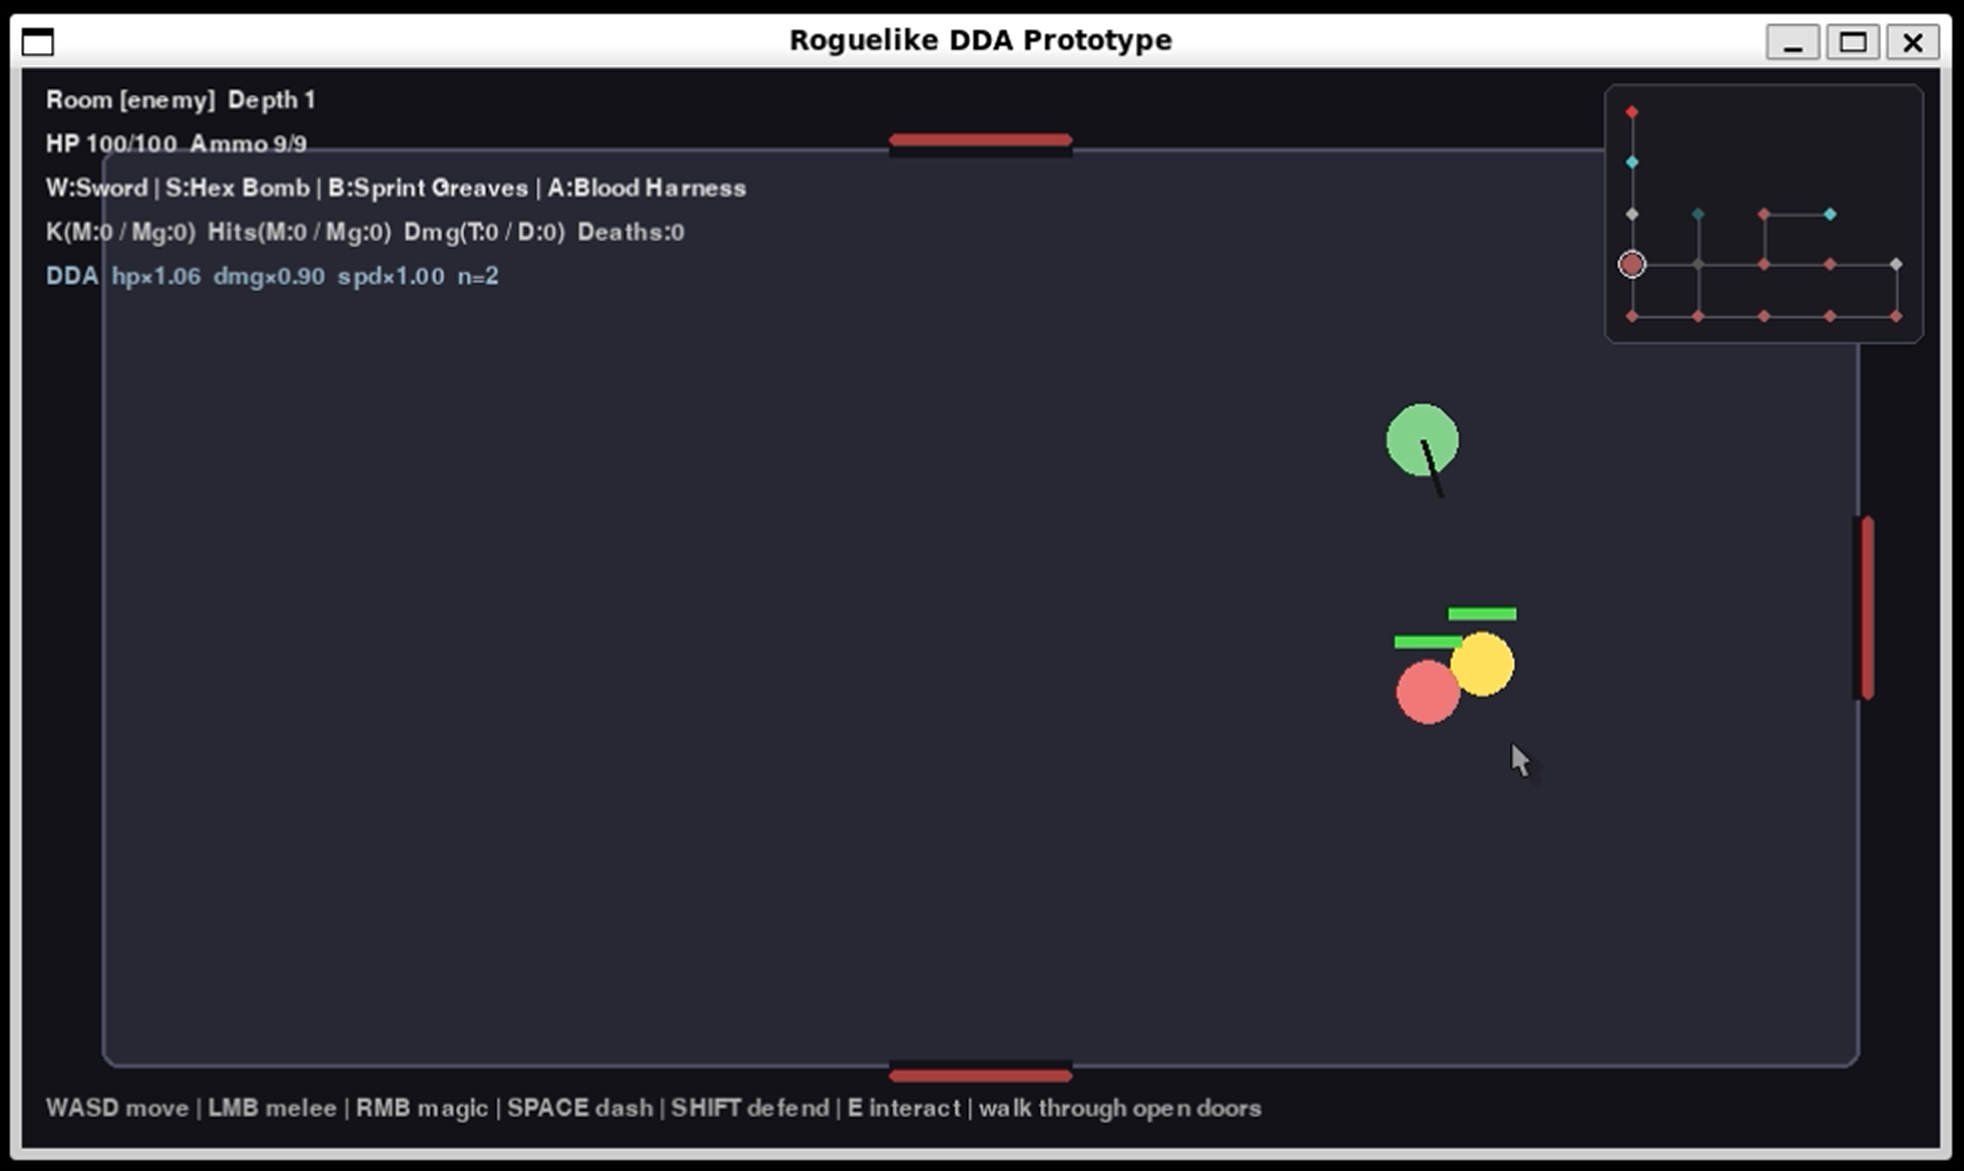 Roguelike DDA Prototype
Room [enemy] Depth 1
HP 100/100 Ammo 9/9
W:Sword | S:Hex Bomb | B:Sprint Greaves | A:Blood Harness
K(M:0 / Mg:0) Hits(M:0 / Mg:0) Dmg(T:0 / D:0) Deaths:0
DDA hp×1.06 dmg×0.90 spd×1.00 n=2
WASD move | LMB melee | RMB magic | SPACE dash | SHIFT defend | E interact | walk through open doors